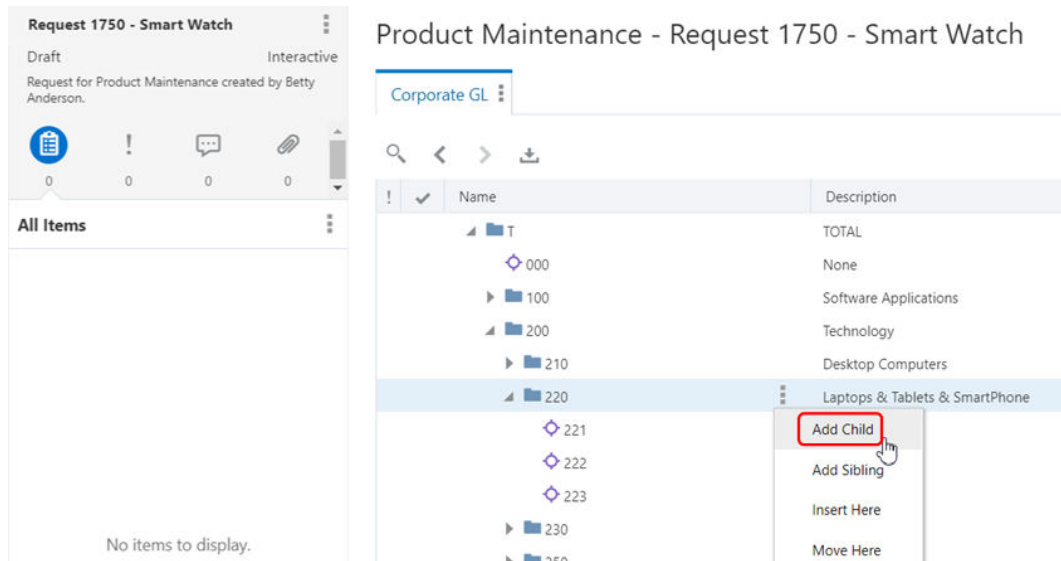 Request 1750 - Smart Watch
Draft Interactive
Request for Product Maintenance created by Betty
Anderson.
0 0 0 0
All Items
No items to display.
Product Maintenance - Request 1750 - Smart Watch
Corporate GL
! Name Description
T TOTAL
000 None
100 Software Applications
200 Technology
210 Desktop Computers
220 Laptops & Tablets & SmartPhone
221
222
223
230
Add Child
Add Sibling
Insert Here
Move Here